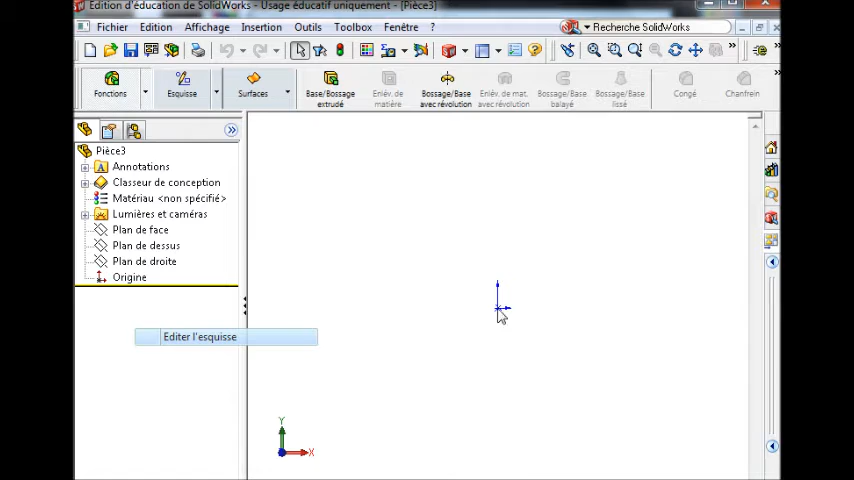 Edition d'éducation de SolidWorks - Usage éducatif uniquement - [Pièce3]
Fichier Edition Affichage Insertion Outils Toolbox Fenêtre ? Recherche SolidWorks
Fonctions Esquisse Surfaces Base/Bossage extrudé Enlèv. de matière Bossage/Base avec révolution Enlèv. de mat. avec révolution Bossage/Base balayé Bossage/Base lissé Congé Chanfrein
Pièce3
Annotations
Classeur de conception
Matériau <non spécifié>
Lumières et caméras
Plan de face
Plan de dessus
Plan de droite
Origine
Editer l'esquisse
Y
X